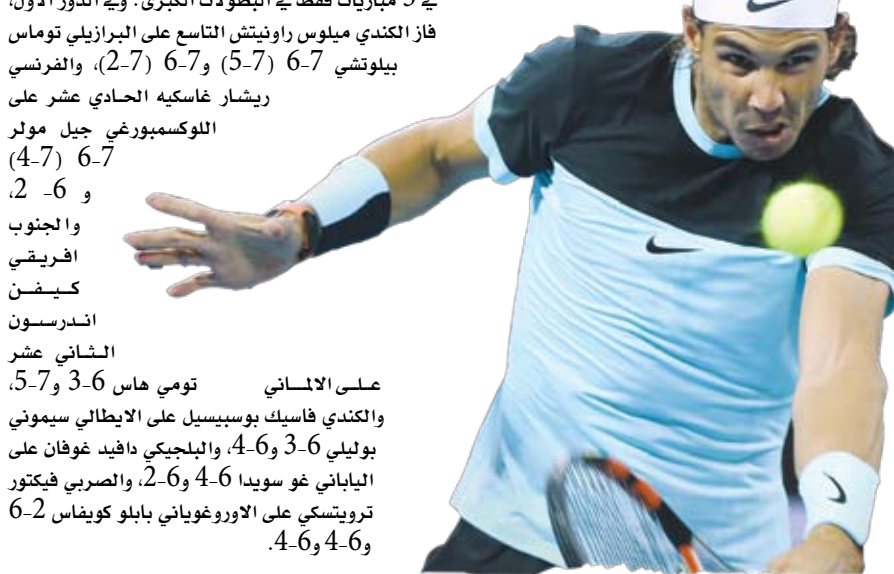 في 5 مباريات فقط في البطولات الكبرى. وفي الدور الاول،
فاز الكندي ميلوس راونيتش التاسع على البرازيلي توماس
بيلوتشي 7-6 (7-5) و7-6 (7-2)، والفرنسي
ريشار غاسكيه الحادي عشر على
اللوكسمبورغي جيل مولر
7-6 (7-4)
و 6- 2،
والجنوب
افريقي
كيفن
اندرسون
الثاني عشر
على الالماني تومي هاس 6-3 و7-5،
والكندي فاسيك بوسبيسيل على الايطالي سيموني
بوليلي 6-3 و6-4، والبلجيكي دافيد غوفان على
الياباني غو سويدا 6-4 و6-2، والصربي فيكتور
ترويتسكي على الاوروغوياني بابلو كويفاس 2-6
و6-4 و6-4.